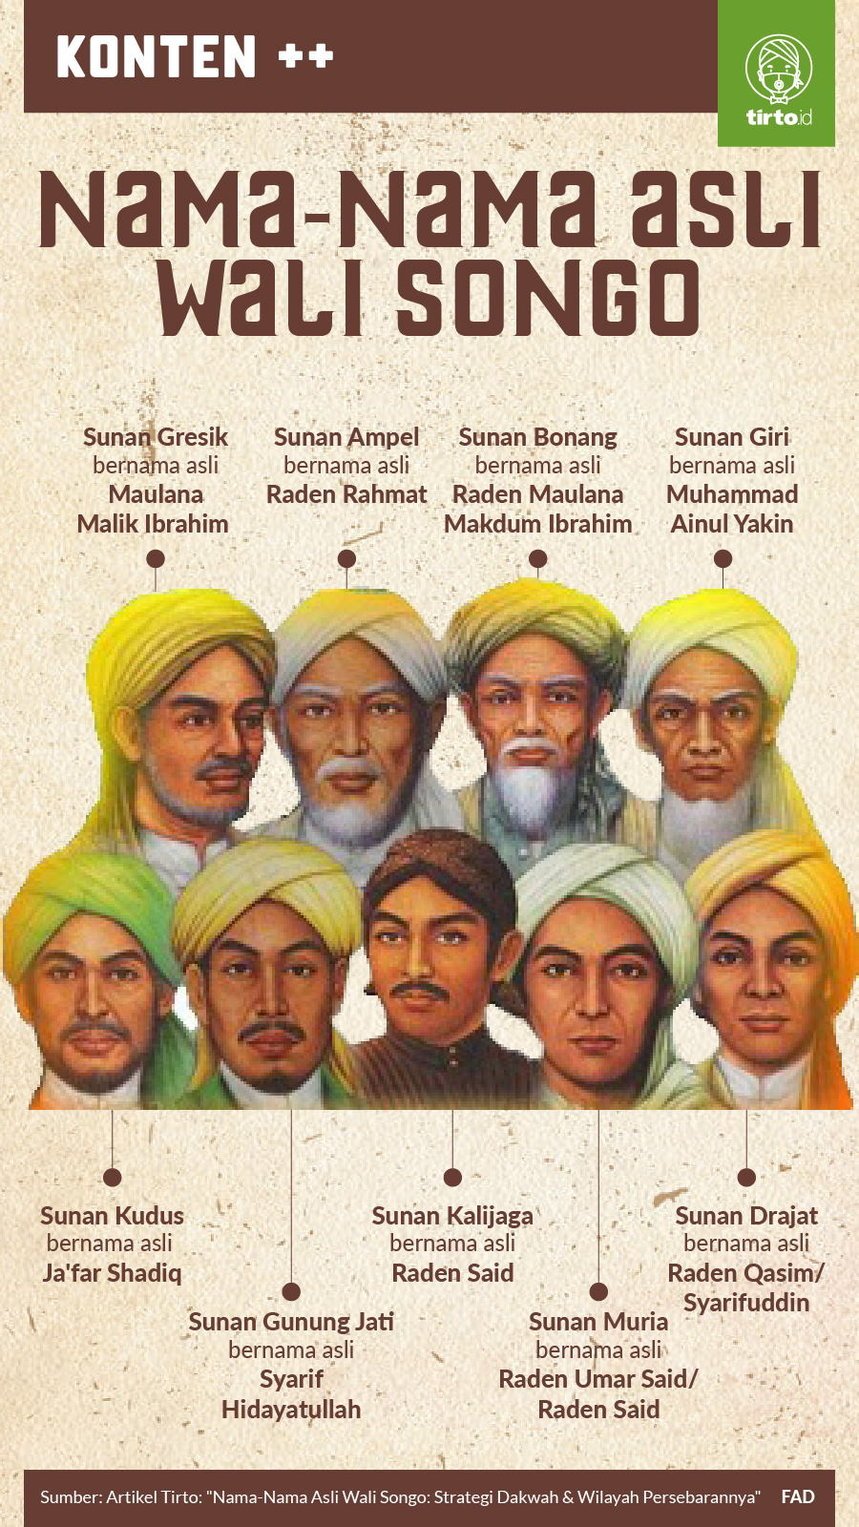 KONTEN ++
tirto.id
NAMA-NAMA ASLI
WALI SONGO
Sunan Gresik
bernama asli
Maulana
Malik Ibrahim
Sunan Ampel
bernama asli
Raden Rahmat
Sunan Bonang
bernama asli
Raden Maulana
Makdum Ibrahim
Sunan Giri
bernama asli
Muhammad
Ainul Yakin
Sunan Kudus
bernama asli
Ja'far Shadiq
Sunan Gunung Jati
bernama asli
Syarif
Hidayatullah
Sunan Kalijaga
bernama asli
Raden Said
Sunan Muria
bernama asli
Raden Umar Said/
Raden Said
Sunan Drajat
bernama asli
Raden Qasim/
Syarifuddin
Sumber: Artikel Tirto: "Nama-Nama Asli Wali Songo: Strategi Dakwah & Wilayah Persebarannya" FAD